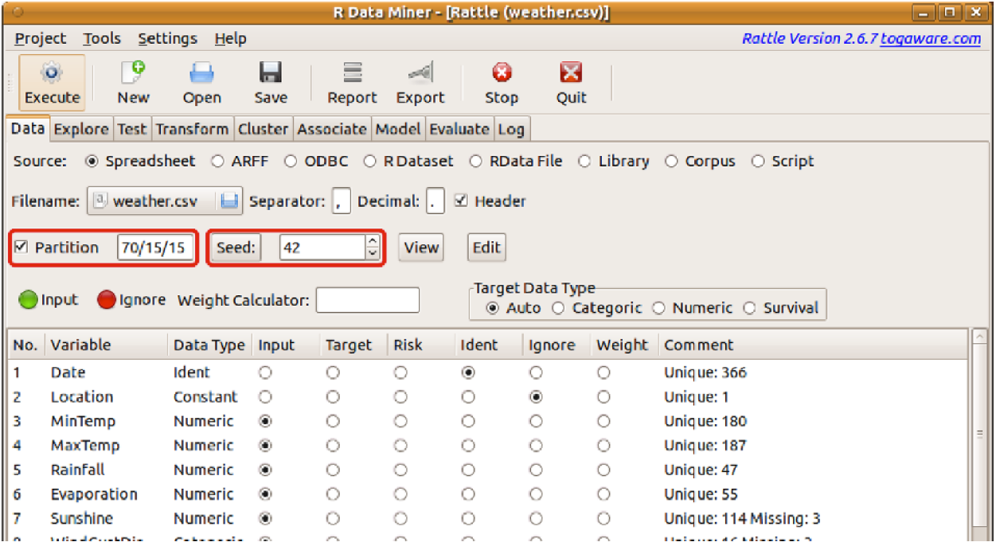 R Data Miner - [Rattle (weather.csv)]
Project Tools Settings Help Rattle Version 2.6.7 togaware.com
Execute New Open Save Report Export Stop Quit
Data Explore Test Transform Cluster Associate Model Evaluate Log
Source: Spreadsheet ARFF ODBC R Dataset RData File Library Corpus Script
Filename: weather.csv Separator: , Decimal: . Header
Partition 70/15/15 Seed: 42 View Edit
Target Data Type
Input Ignore Weight Calculator: Auto Categoric Numeric Survival
No. Variable Data Type Input Target Risk Ident Ignore Weight Comment
1 Date Ident Unique: 366
2 Location Constant Unique: 1
3 MinTemp Numeric Unique: 180
4 MaxTemp Numeric Unique: 187
5 Rainfall Numeric Unique: 47
6 Evaporation Numeric Unique: 55
7 Sunshine Numeric Unique: 114 Missing: 3